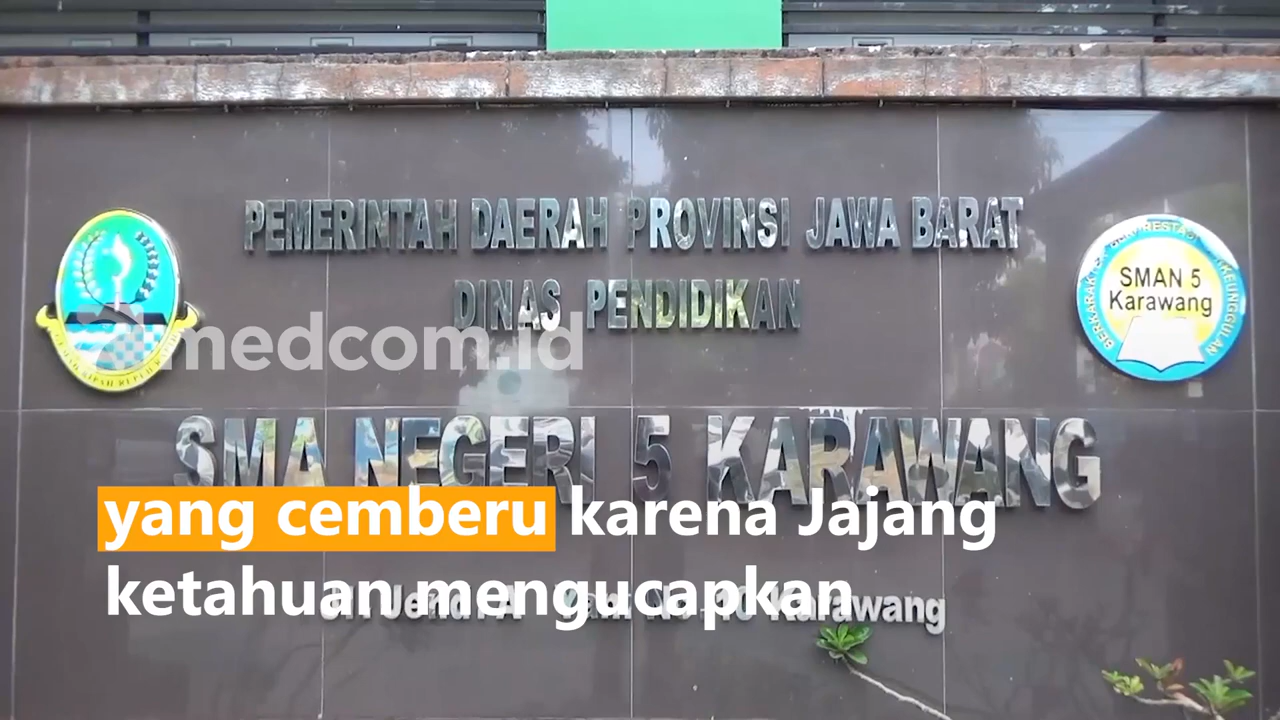 PEMERINTAH DAERAH PROVINSI JAWA BARAT
DINAS PENDIDIKAN
SMAN 5
Karawang
medcom.id
SMA NEGERI 5 KARAWANG
yang cemberu karena Jajang
ketahuan mengucapkan
Karawang